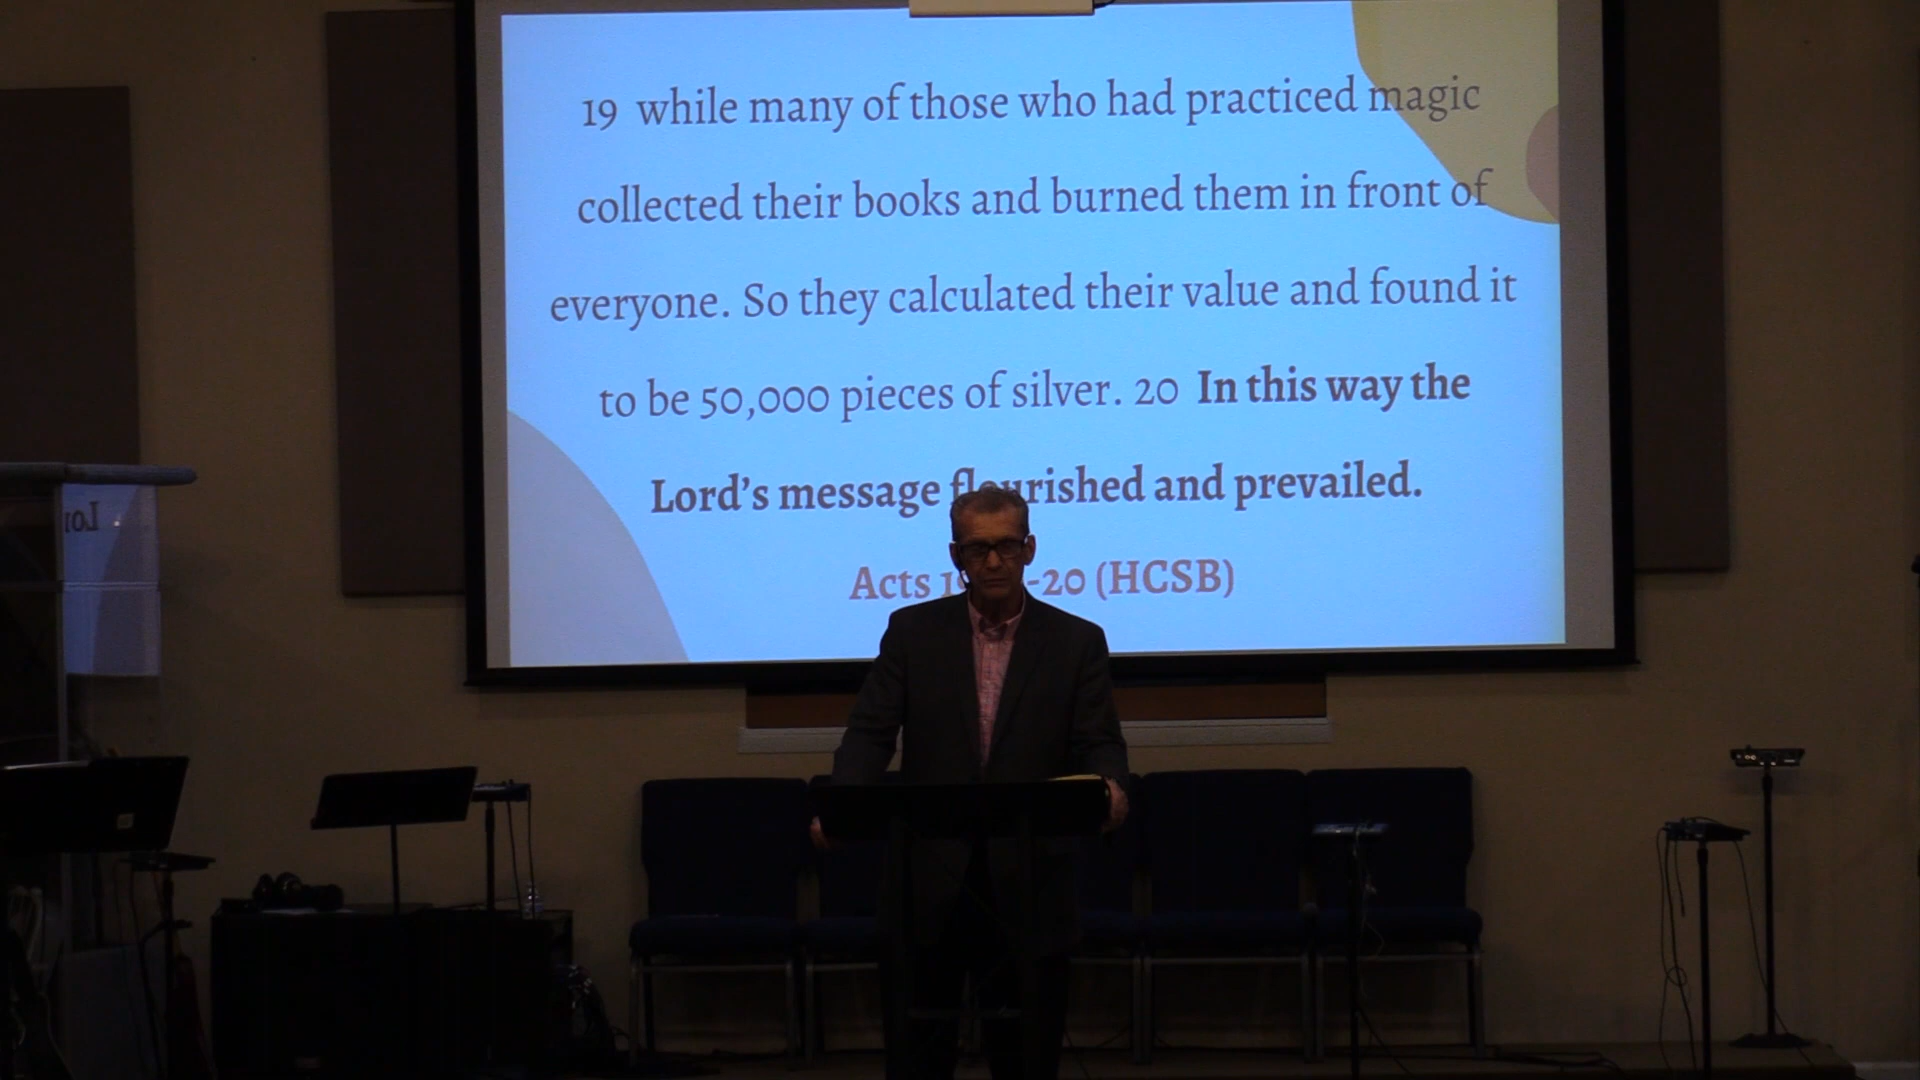 19 while many of those who had practiced magic
collected their books and burned them in front of
everyone. So they calculated their value and found it
to be 50,000 pieces of silver. 20 In this way the
Lord's message flourished and prevailed.
Acts -20 (HCSB)